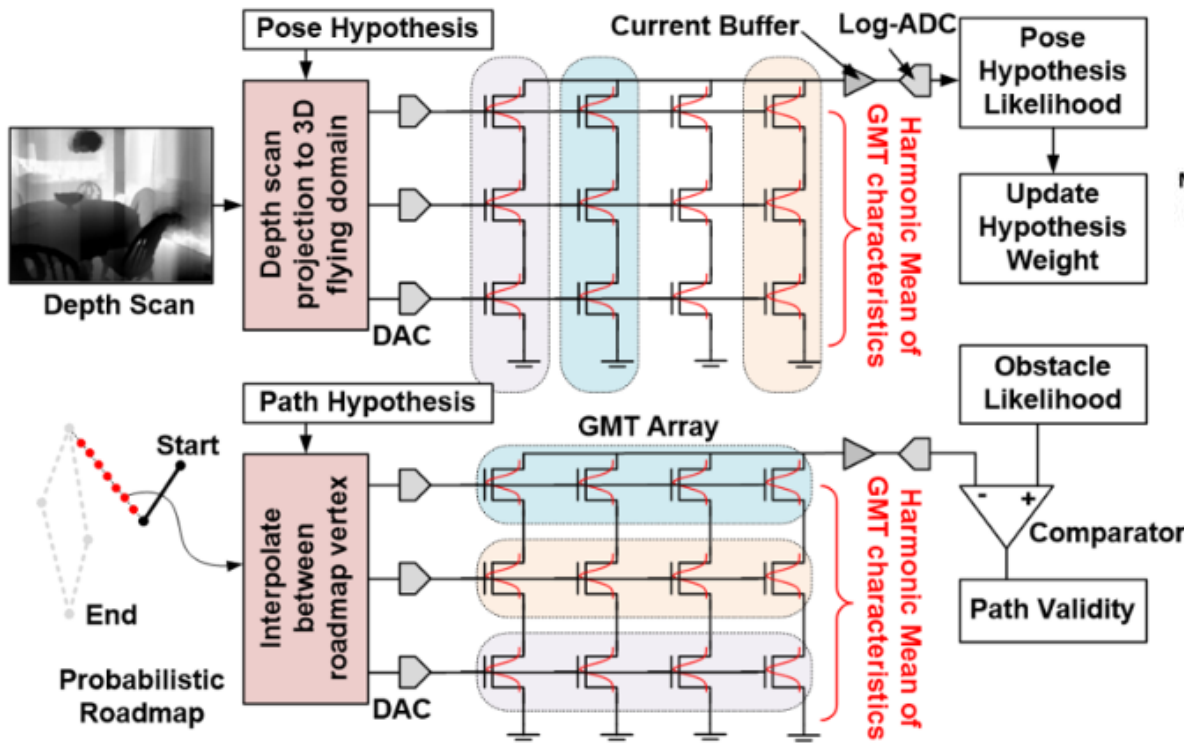 Pose Hypothesis
Current Buffer
Log-ADC
Pose
Hypothesis
Likelihood
Depth scan
projection to 3D
flying domain
Harmonic Mean of
GMT characteristics
Update
Hypothesis
Weight
Depth Scan
DAC
Path Hypothesis
GMT Array
Obstacle
Likelihood
Start
Interpolate
between
roadmap vertex
Harmonic Mean of
GMT characteristics
-
+
Comparator
End
Path Validity
Probabilistic
Roadmap
DAC